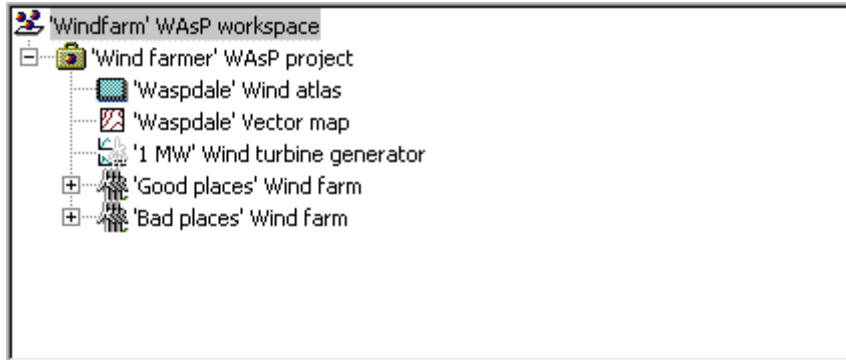 'Windfarm' WAsP workspace
'Wind farmer' WAsP project
'Waspdale' Wind atlas
'Waspdale' Vector map
'1 MW' Wind turbine generator
'Good places' Wind farm
'Bad places' Wind farm